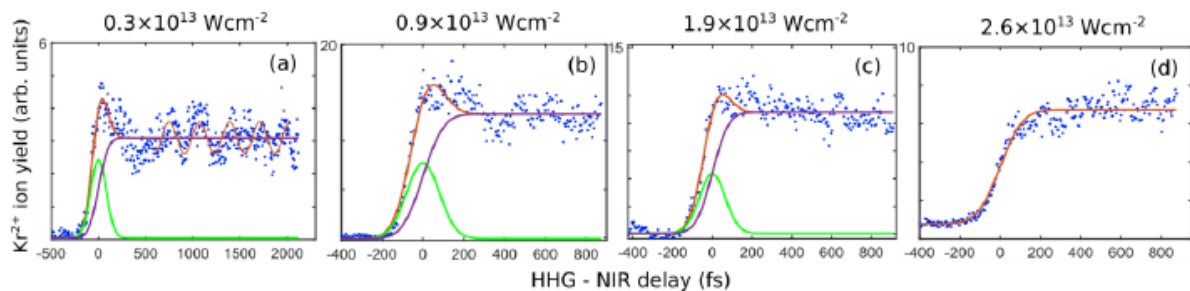 0.3×10¹³ Wcm⁻² 0.9×10¹³ Wcm⁻² 1.9×10¹³ Wcm⁻² 2.6×10¹³ Wcm⁻²
6 20 15 10
(a) (b) (c) (d)
Kr²⁺ ion yield (arb. units)
-500 0 500 1000 1500 2000 -400 -200 0 200 400 600 800 -400 -200 0 200 400 600 800 -400 -200 0 200 400 600 800
HHG - NIR delay (fs)